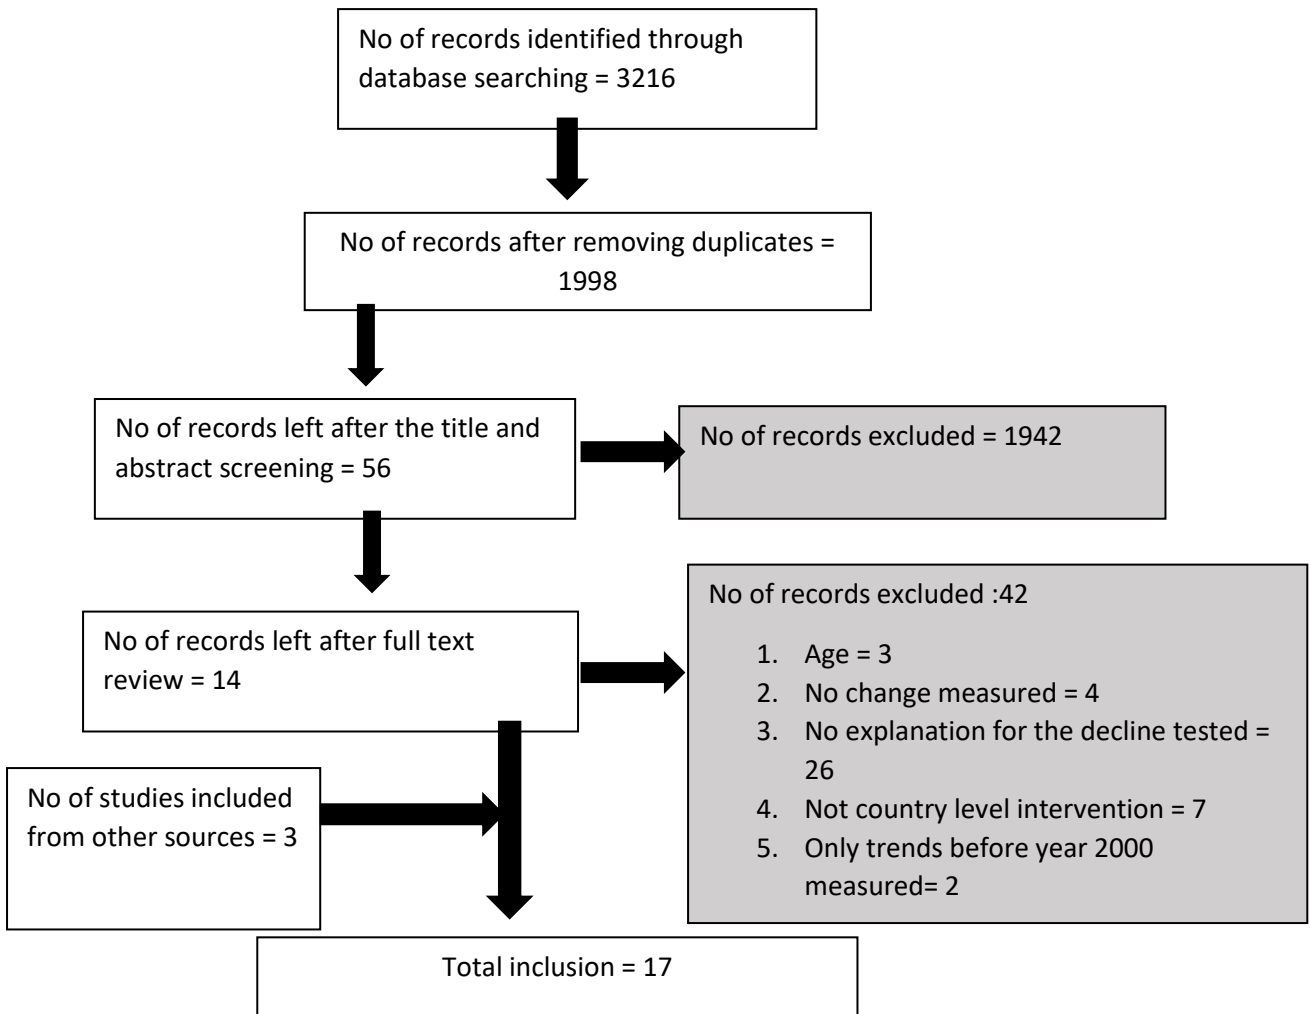 No of records identified through
database searching = 3216
No of records after removing duplicates =
1998
No of records left after the title and
abstract screening = 56
No of records excluded = 1942
No of records left after full text
review = 14
No of records excluded :42
1. Age = 3
2. No change measured = 4
3. No explanation for the decline tested =
26
4. Not country level intervention = 7
5. Only trends before year 2000
measured= 2
No of studies included
from other sources = 3
Total inclusion = 17